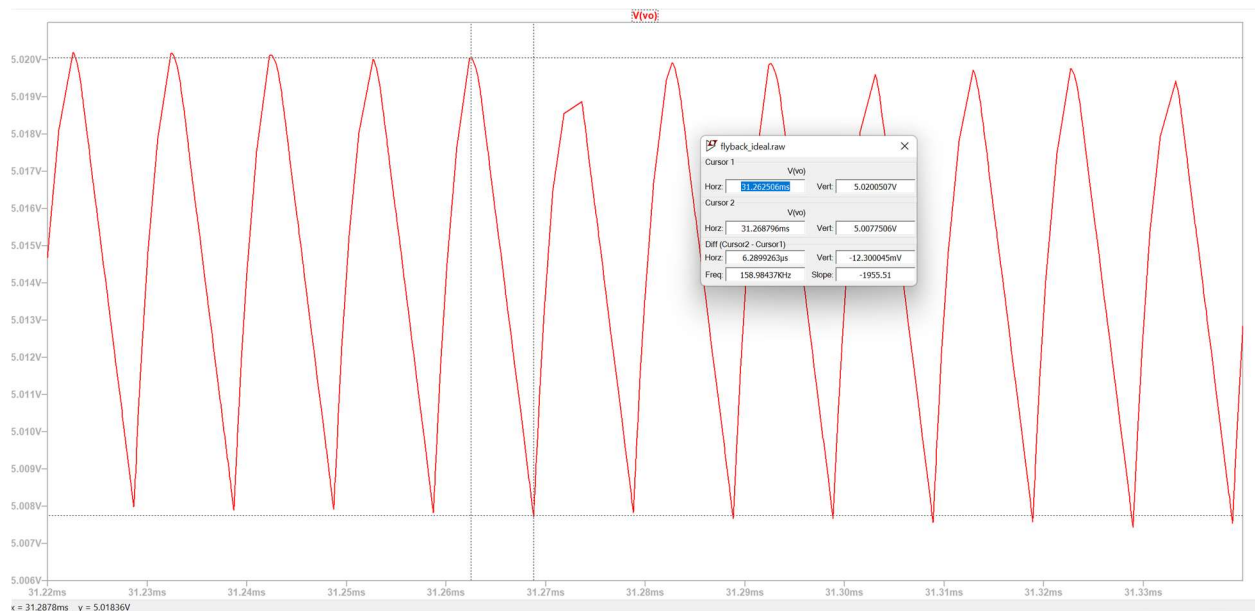 V(vo)
5.020V
5.019V
5.018V
5.017V
5.016V
5.015V
5.014V
5.013V
5.012V
5.011V
5.010V
5.009V
5.008V
5.007V
5.006V
31.22ms 31.23ms 31.24ms 31.25ms 31.26ms 31.27ms 31.28ms 31.29ms 31.30ms 31.31ms 31.32ms 31.33ms
flyback_ideal.raw
Cursor 1
V(vo)
Horz: 31.262506ms Vert: 5.0200507V
Cursor 2
V(vo)
Horz: 31.268796ms Vert: 5.0077506V
Diff (Cursor2 - Cursor1)
Horz: 6.2899263µs Vert: -12.300045mV
Freq: 158.98437KHz Slope: -1955.51
x = 31.2878ms y = 5.01836V